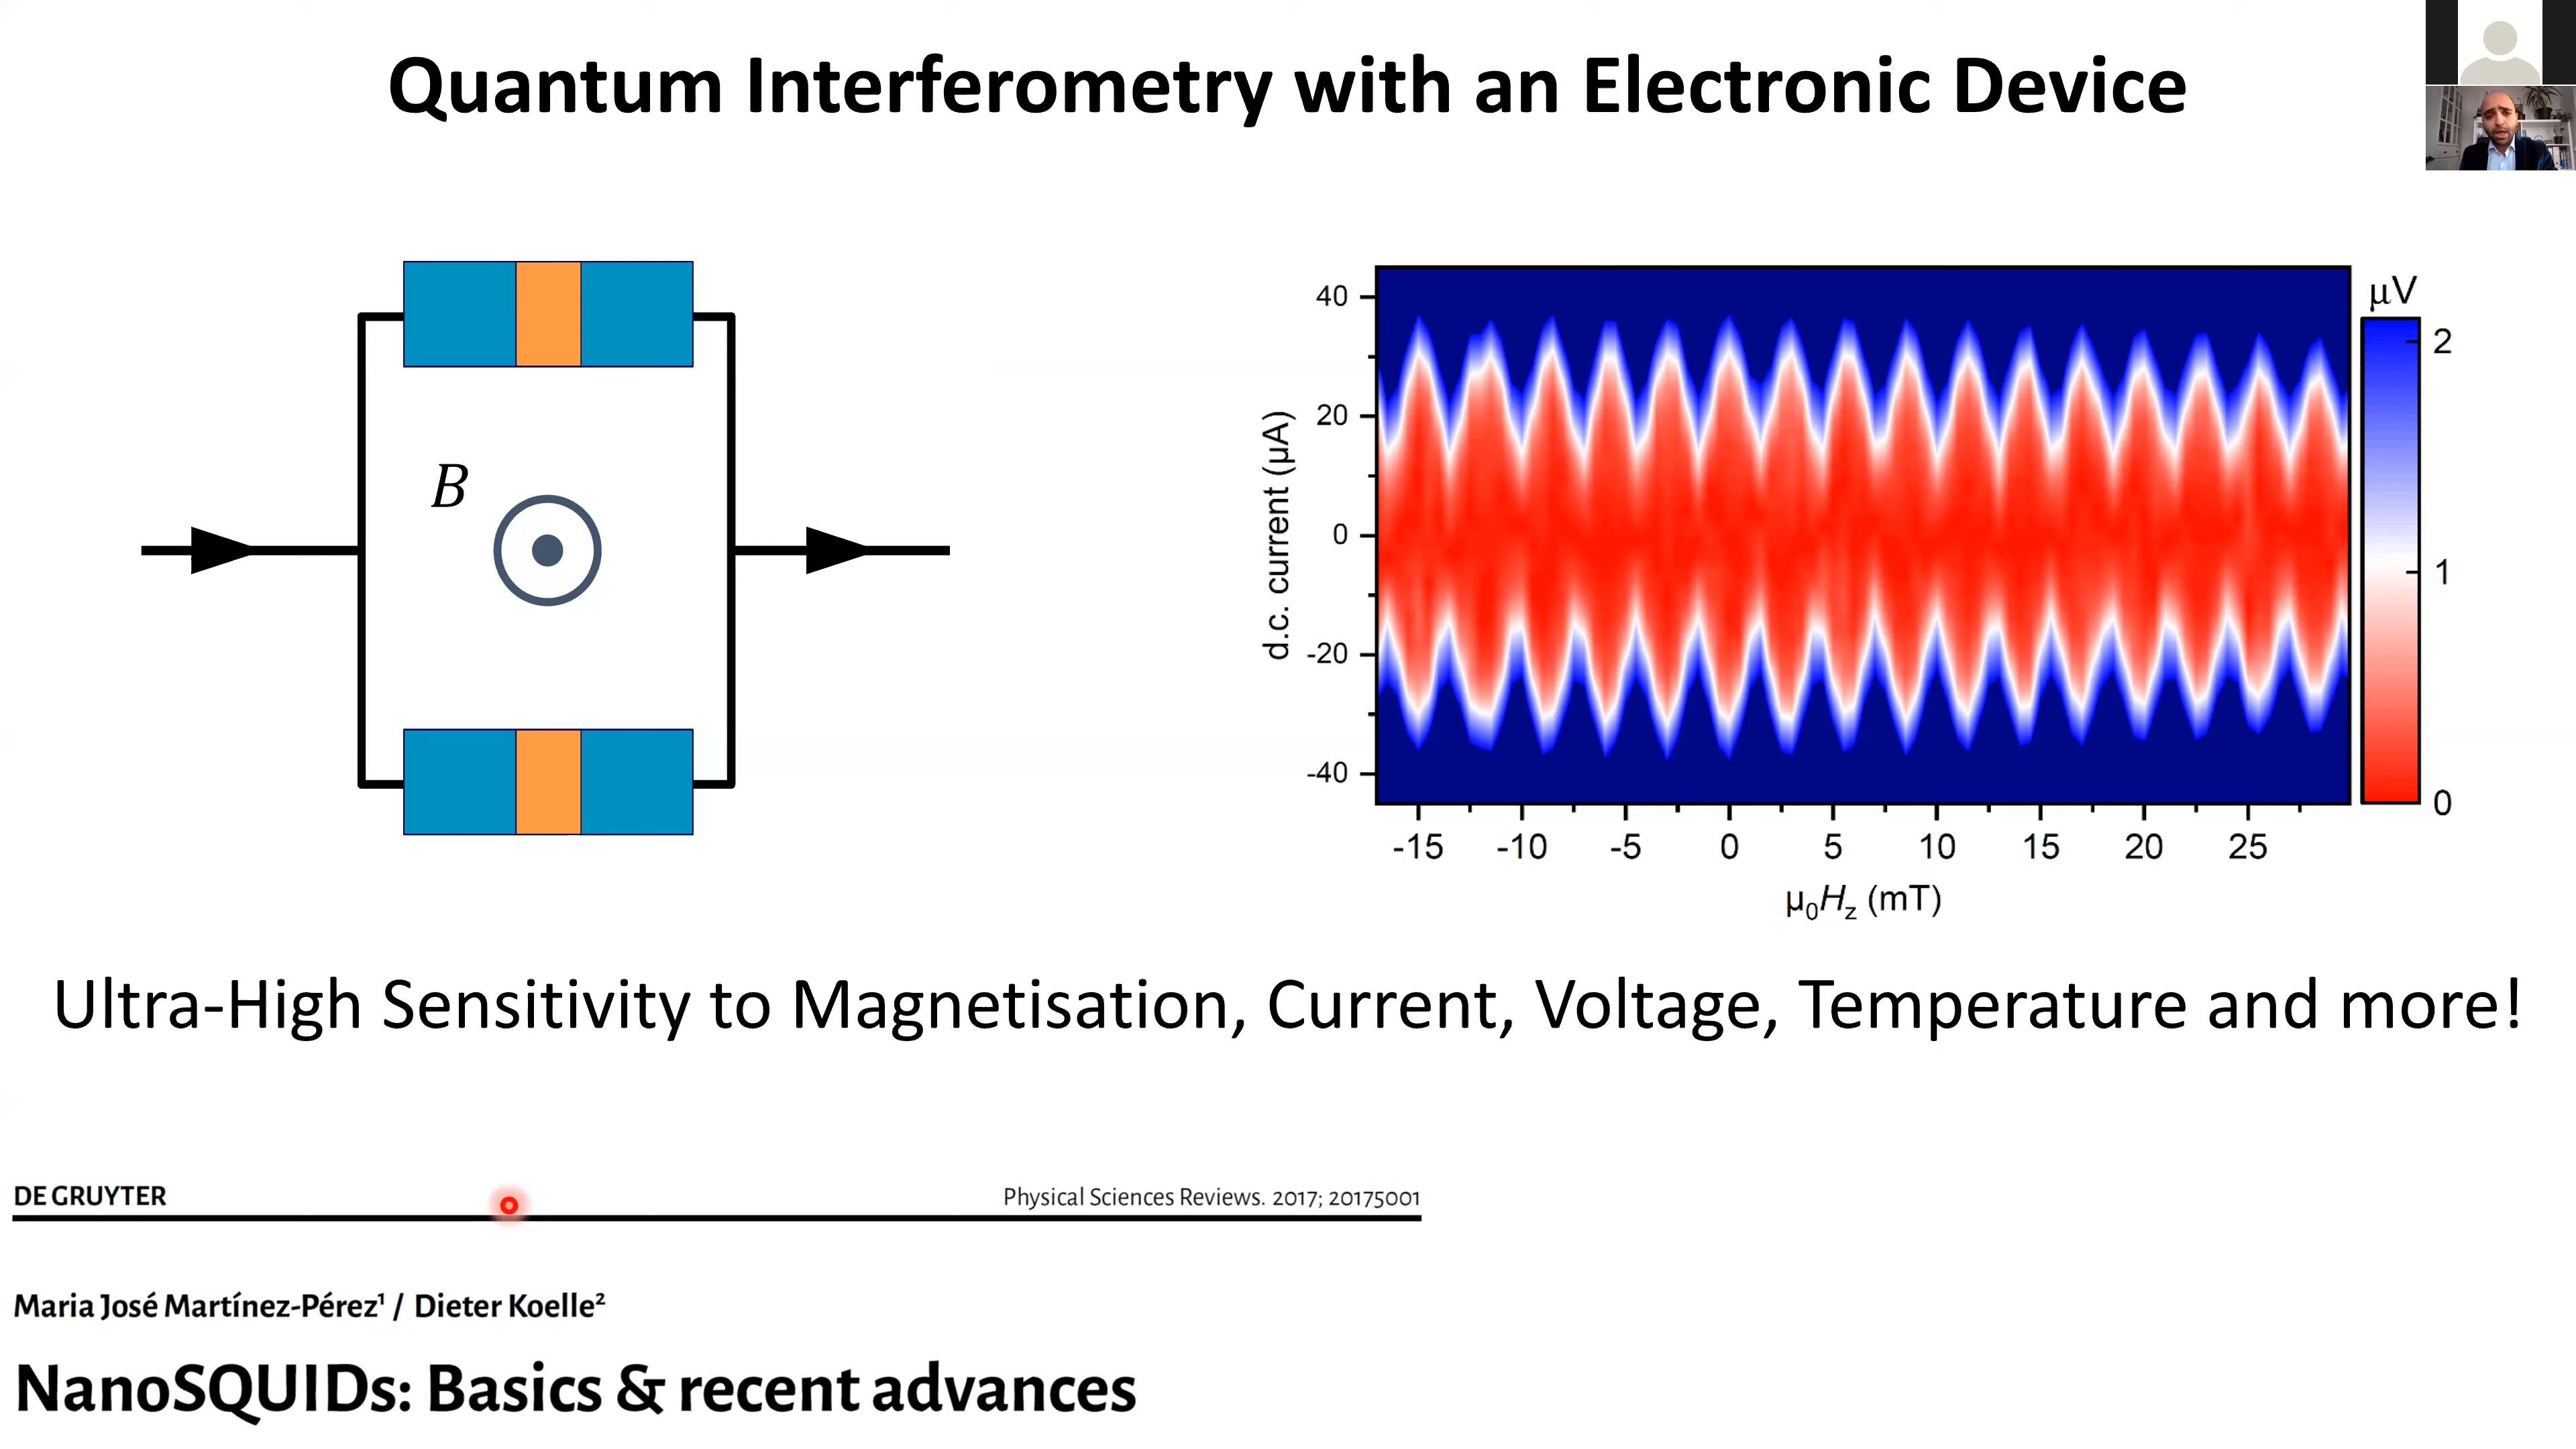 Quantum Interferometry with an Electronic Device
B
µV
40
20
0
-20
-40
d.c. current (µA)
2
1
0
-15 -10 -5 0 5 10 15 20 25
µ₀Hz (mT)
Ultra-High Sensitivity to Magnetisation, Current, Voltage, Temperature and more!
DE GRUYTER
Physical Sciences Reviews. 2017; 20175001
Maria José Martínez-Pérez¹ / Dieter Koelle²
NanoSQUIDs: Basics & recent advances